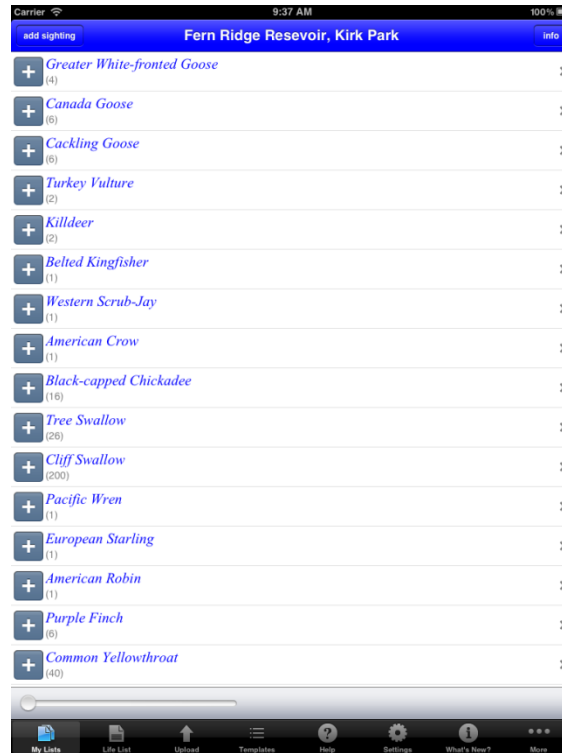 Carrier 9:37 AM 100%
add sighting Fern Ridge Resevoir, Kirk Park info
Greater White-fronted Goose
(4)
Canada Goose
(6)
Cackling Goose
(6)
Turkey Vulture
(2)
Killdeer
(2)
Belted Kingfisher
(1)
Western Scrub-Jay
(1)
American Crow
(1)
Black-capped Chickadee
(16)
Tree Swallow
(26)
Cliff Swallow
(200)
Pacific Wren
(1)
European Starling
(1)
American Robin
(1)
Purple Finch
(6)
Common Yellowthroat
(40)
My Lists Life List Upload Templates Help Settings What's New? More